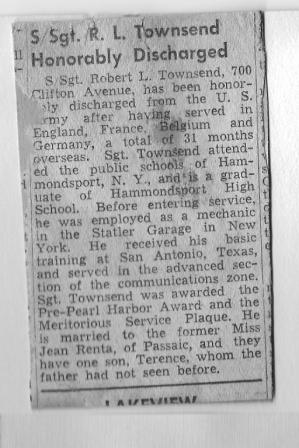 S/Sgt. R. L. Townsend
Honorably Discharged
S/Sgt. Robert L. Townsend, 700
Clifton Avenue, has been honor-
bly discharged from the U. S.
rmy after having served in
England, France, Belgium and
Germany, a total of 31 months
overseas. Sgt. Townsend attend-
ed the public schools of Ham-
mondsport, N. Y., and is a grad-
uate of Hammondsport High
School. Before entering service,
he was employed as a mechanic
in the Statler Garage in New
York. He received his basic
training at San Antonio, Texas,
and served in the advanced sec-
tion of the communications zone.
Sgt. Townsend was awarded the
Pre-Pearl Harbor Award and the
Meritorious Service Plaque. He
is married to the former Miss
Jean Renta, of Passaic, and they
have one son, Terence, whom the
father had not seen before.
LAKEVIEW